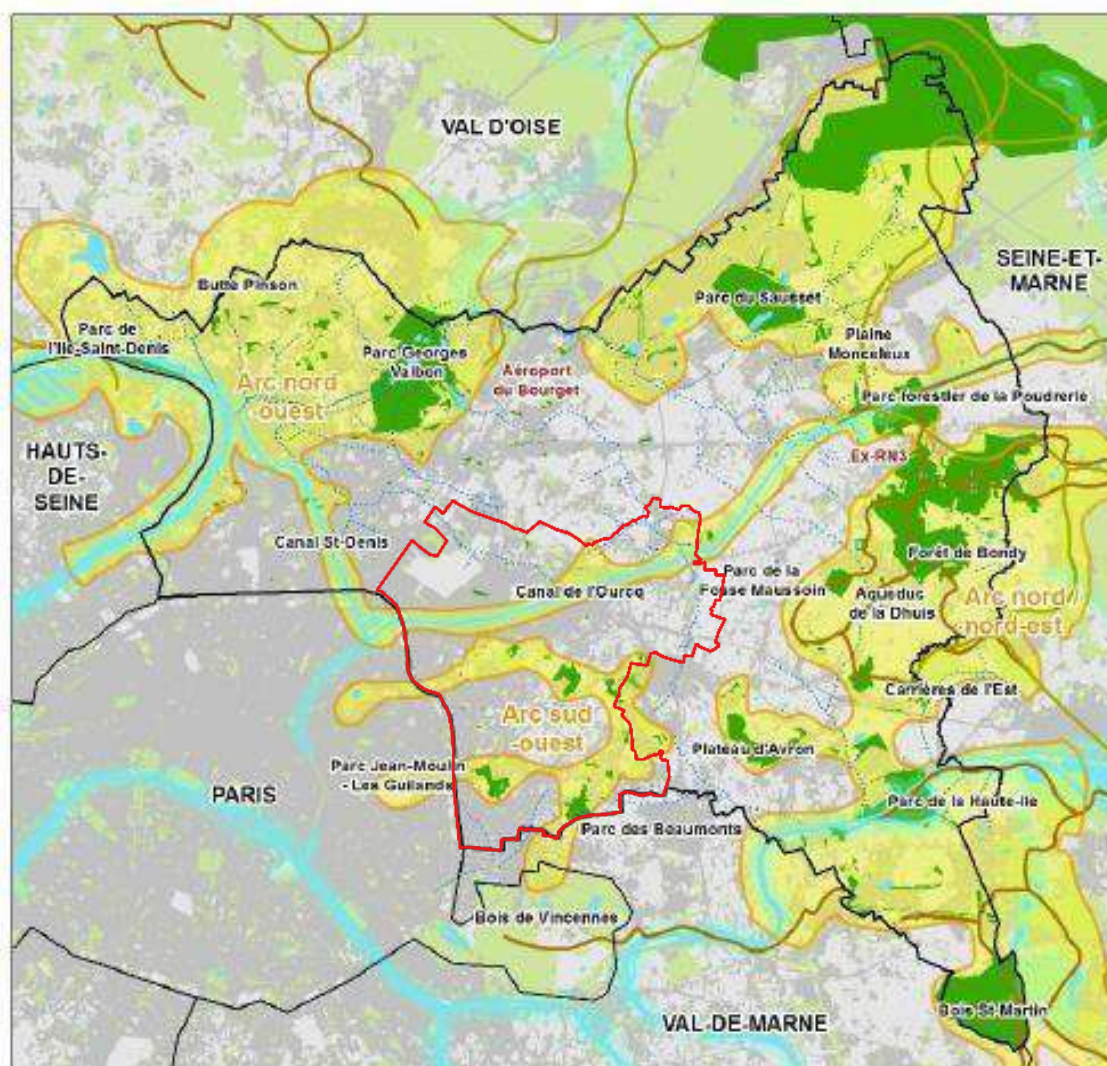 VAL D'OISE
SEINE-ET-
MARNE
Butte Pinson
Parc du Sausset
Parc de
l'Ile-Saint-Denis
Plaine
Montceleux
Parc Georges
Valbon
Aéroport
du Bourget
Arc nord
-ouest
Parc forestier de la Poudrerie
HAUTS-
DE-
SEINE
Ex-RN3
Canal St-Denis
Forêt de Bondy
Canal de l'Ourcq
Parc de la
Fosse Maussoin
Aqueduc
de la Dhuis
Arc nord /
nord-est
Carrières de l'Est
Arc sud
-ouest
Plateau d'Avron
Parc Jean-Moulin
- Les Guilands
PARIS
Parc de la Haute-Ile
Parc des Beaumonts
Bois de Vincennes
Bois St-Martin
VAL-DE-MARNE